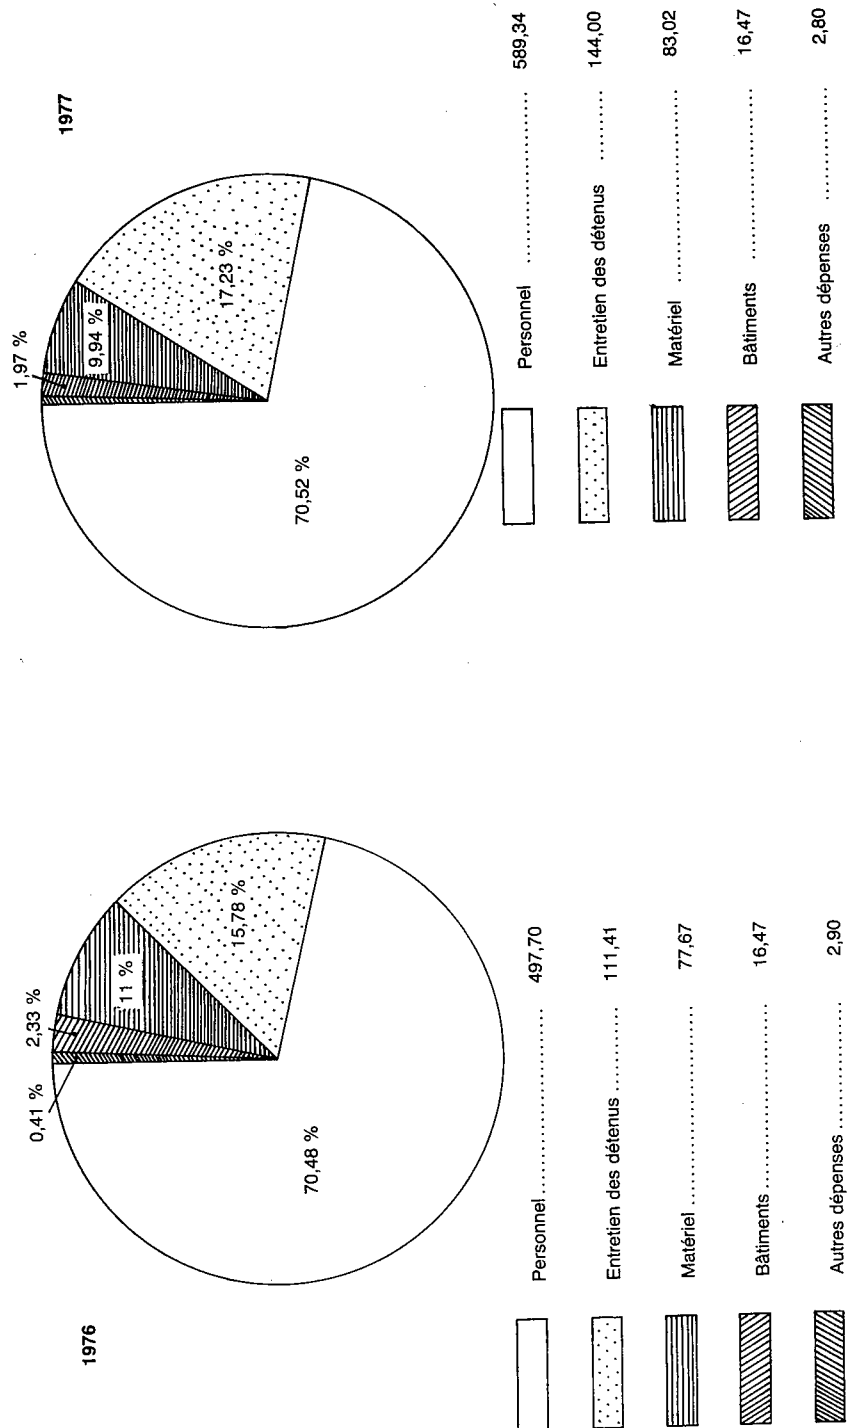 1976
0,41 %
2,33 %
11 %
15,78 %
70,48 %
Personnel.............................. 497,70
Entretien des détenus .......... 111,41
Matériel .............................. 77,67
Bâtiments ............................ 16,47
Autres dépenses .................. 2,90
1977
1,97 %
9,94 %
17,23 %
70,52 %
Personnel .......................... 589,34
Entretien des détenus .......... 144,00
Matériel ............................ 83,02
Bâtiments .......................... 16,47
Autres dépenses ................ 2,80